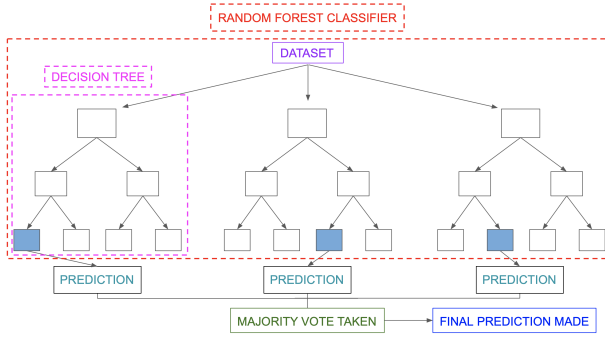 RANDOM FOREST CLASSIFIER
DATASET
DECISION TREE
PREDICTION
PREDICTION
PREDICTION
MAJORITY VOTE TAKEN
FINAL PREDICTION MADE